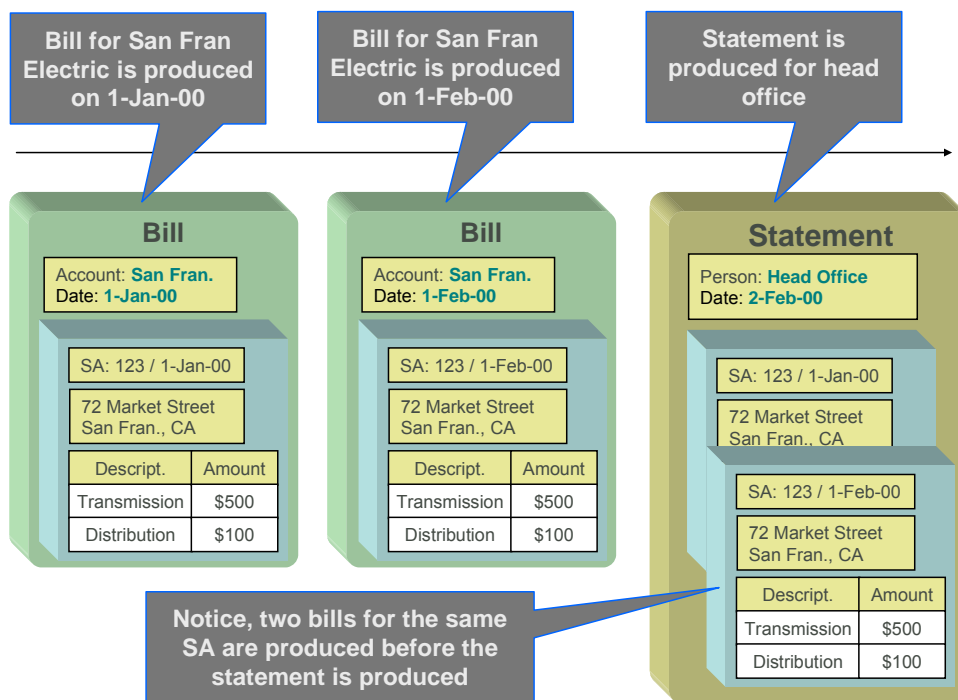 Bill for San Fran
Electric is produced
on 1-Jan-00
Bill for San Fran
Electric is produced
on 1-Feb-00
Statement is
produced for head
office
Bill
Account: San Fran.
Date: 1-Jan-00
SA: 123 / 1-Jan-00
72 Market Street
San Fran., CA
Descript. Amount
Transmission $500
Distribution $100
Bill
Account: San Fran.
Date: 1-Feb-00
SA: 123 / 1-Feb-00
72 Market Street
San Fran., CA
Descript. Amount
Transmission $500
Distribution $100
Statement
Person: Head Office
Date: 2-Feb-00
SA: 123 / 1-Jan-00
72 Market Street
San Fran., CA
SA: 123 / 1-Feb-00
72 Market Street
San Fran., CA
Descript. Amount
Transmission $500
Distribution $100
Notice, two bills for the same
SA are produced before the
statement is produced